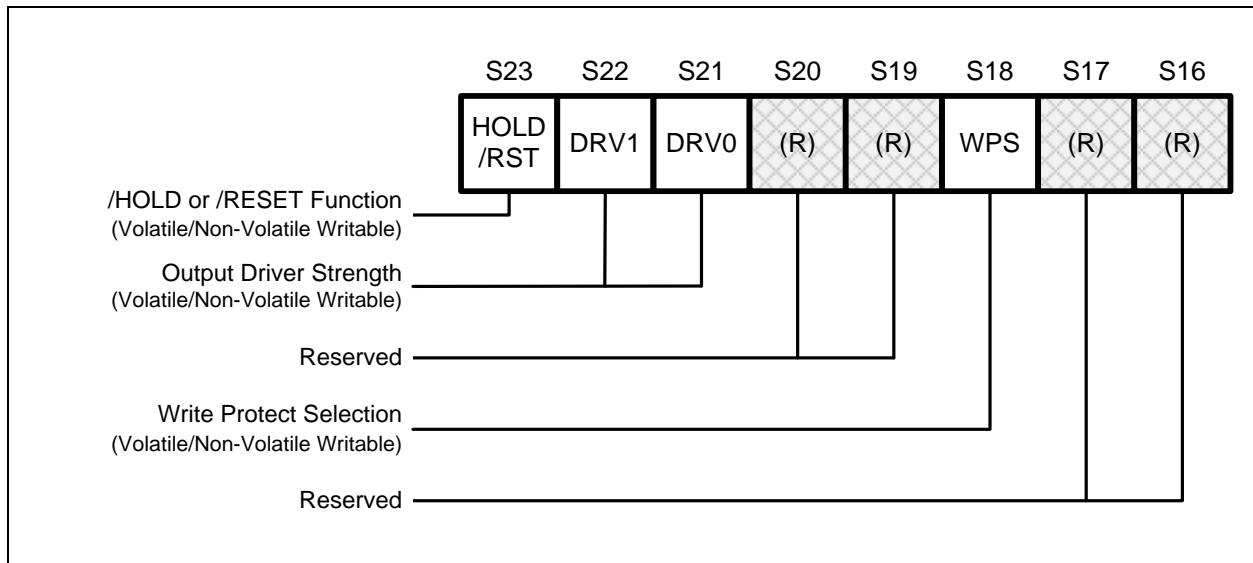 S23 S22 S21 S20 S19 S18 S17 S16
HOLD
/RST DRV1 DRV0 (R) (R) WPS (R) (R)
/HOLD or /RESET Function
(Volatile/Non-Volatile Writable)
Output Driver Strength
(Volatile/Non-Volatile Writable)
Reserved
Write Protect Selection
(Volatile/Non-Volatile Writable)
Reserved